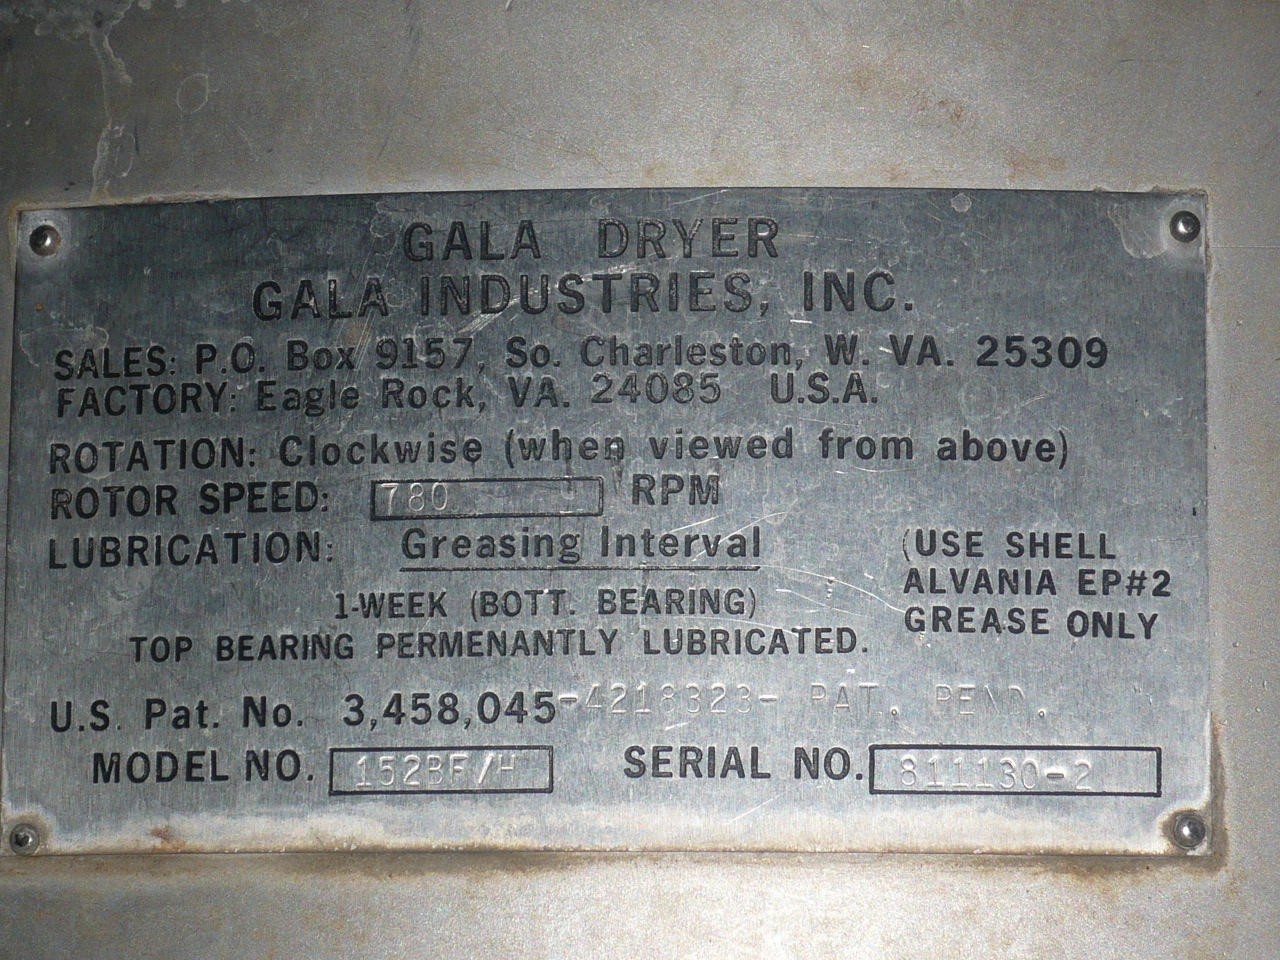 GALA DRYER
GALA INDUSTRIES, INC.
SALES: P.O. Box 9157, So. Charleston, W. VA. 25309
FACTORY: Eagle Rock, VA. 24085 U.S.A.
ROTATION: Clockwise (when viewed from above)
ROTOR SPEED: 780 RPM
LUBRICATION: Greasing Interval (USE SHELL
ALVANIA EP#2
1-WEEK (BOTT. BEARING) GREASE ONLY
TOP BEARING PERMENANTLY LUBRICATED.
U.S. Pat. No. 3,458,045-4218323- PAT. PEND.
MODEL NO. 152BF/H SERIAL NO. 811130-2